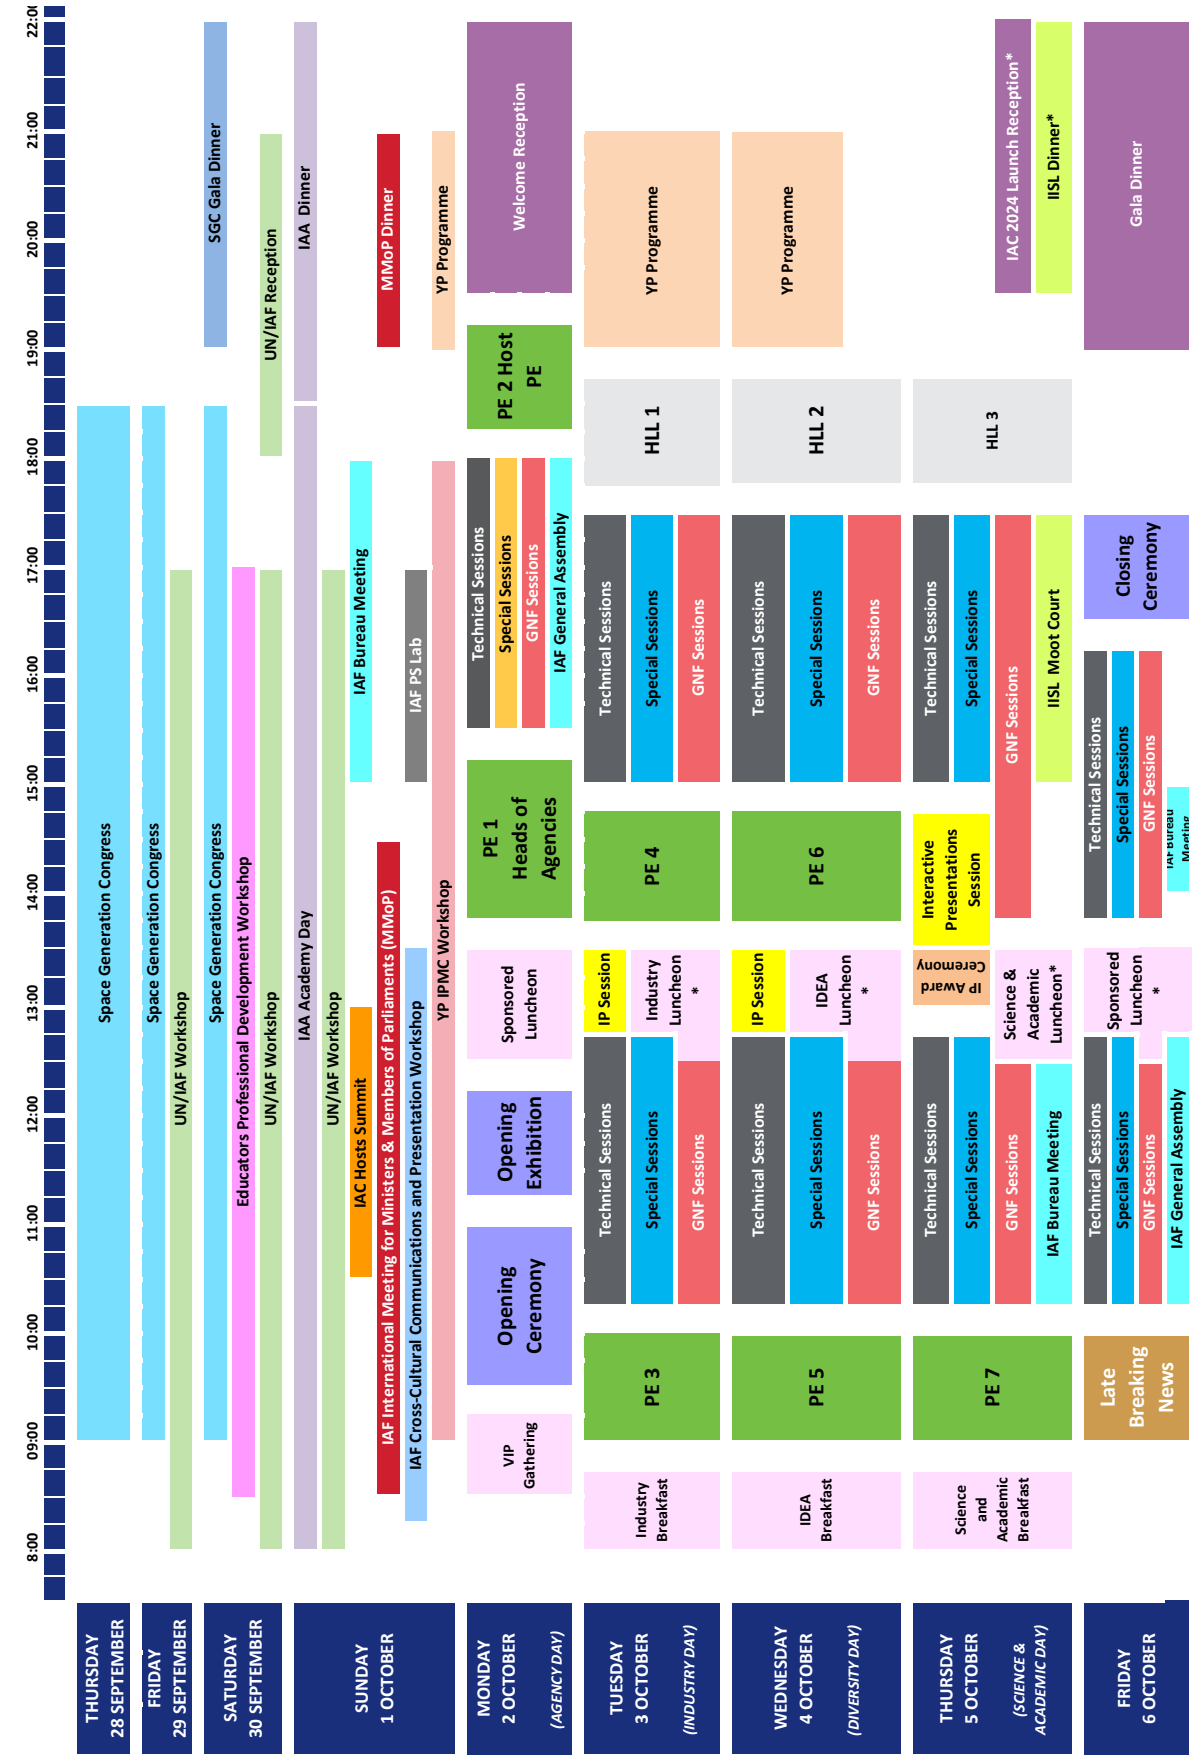 8:00
09:00
10:00
11:00
12:00
13:00
14:00
15:00
16:00
17:00
18:00
19:00
20:00
21:00
THURSDAY
28 SEPTEMBER
Space Generation Congress
FRIDAY
29 SEPTEMBER
Space Generation Congress
UN/IAF Workshop
SATURDAY
30 SEPTEMBER
Space Generation Congress
SGC Gala Dinner
Educators Professional Development Workshop
UN/IAF Workshop
UN/IAF Reception
SUNDAY
1 OCTOBER
IAA Academy Day
IAA Dinner
UN/IAF Workshop
IAC Hosts Summit
IAF Bureau Meeting
IAF International Meeting for Ministers & Members of Parliaments (MMoP)
MMoP Dinner
IAF Cross-Cultural Communications and Presentation Workshop
IAF PS Lab
YP IPMC Workshop
YP Programme
MONDAY
2 OCTOBER
(AGENCY DAY)
VIP
Gathering
Opening
Ceremony
Opening
Exhibition
Sponsored
Luncheon
PE 1
Heads of
Agencies
Technical Sessions
Special Sessions
GNF Sessions
IAF General Assembly
PE 2 Host
PE
Welcome Reception
TUESDAY
3 OCTOBER
(INDUSTRY DAY)
Industry
Breakfast
PE 3
Technical Sessions
Special Sessions
GNF Sessions
IP Session
Industry
Luncheon
*
PE 4
Technical Sessions
Special Sessions
GNF Sessions
HLL 1
YP Programme
WEDNESDAY
4 OCTOBER
(DIVERSITY DAY)
IDEA
Breakfast
PE 5
Technical Sessions
Special Sessions
GNF Sessions
IP Session
IDEA
Luncheon
*
PE 6
Technical Sessions
Special Sessions
GNF Sessions
HLL 2
YP Programme
THURSDAY
5 OCTOBER
(SCIENCE &
ACADEMIC DAY)
Science
and
Academic
Breakfast
PE 7
Technical Sessions
Special Sessions
GNF Sessions
IAF Bureau Meeting
IP Award
Ceremony
Science &
Academic
Luncheon*
Interactive
Presentations
Session
Technical Sessions
Special Sessions
GNF Sessions
IISL Moot Court
HLL 3
IAC 2024 Launch Reception*
IISL Dinner*
FRIDAY
6 OCTOBER
Late
Breaking
News
Technical Sessions
Special Sessions
GNF Sessions
IAF General Assembly
Sponsored
Luncheon
*
Technical Sessions
Special Sessions
GNF Sessions
IAF Bureau
Meeting
Closing
Ceremony
Gala Dinner